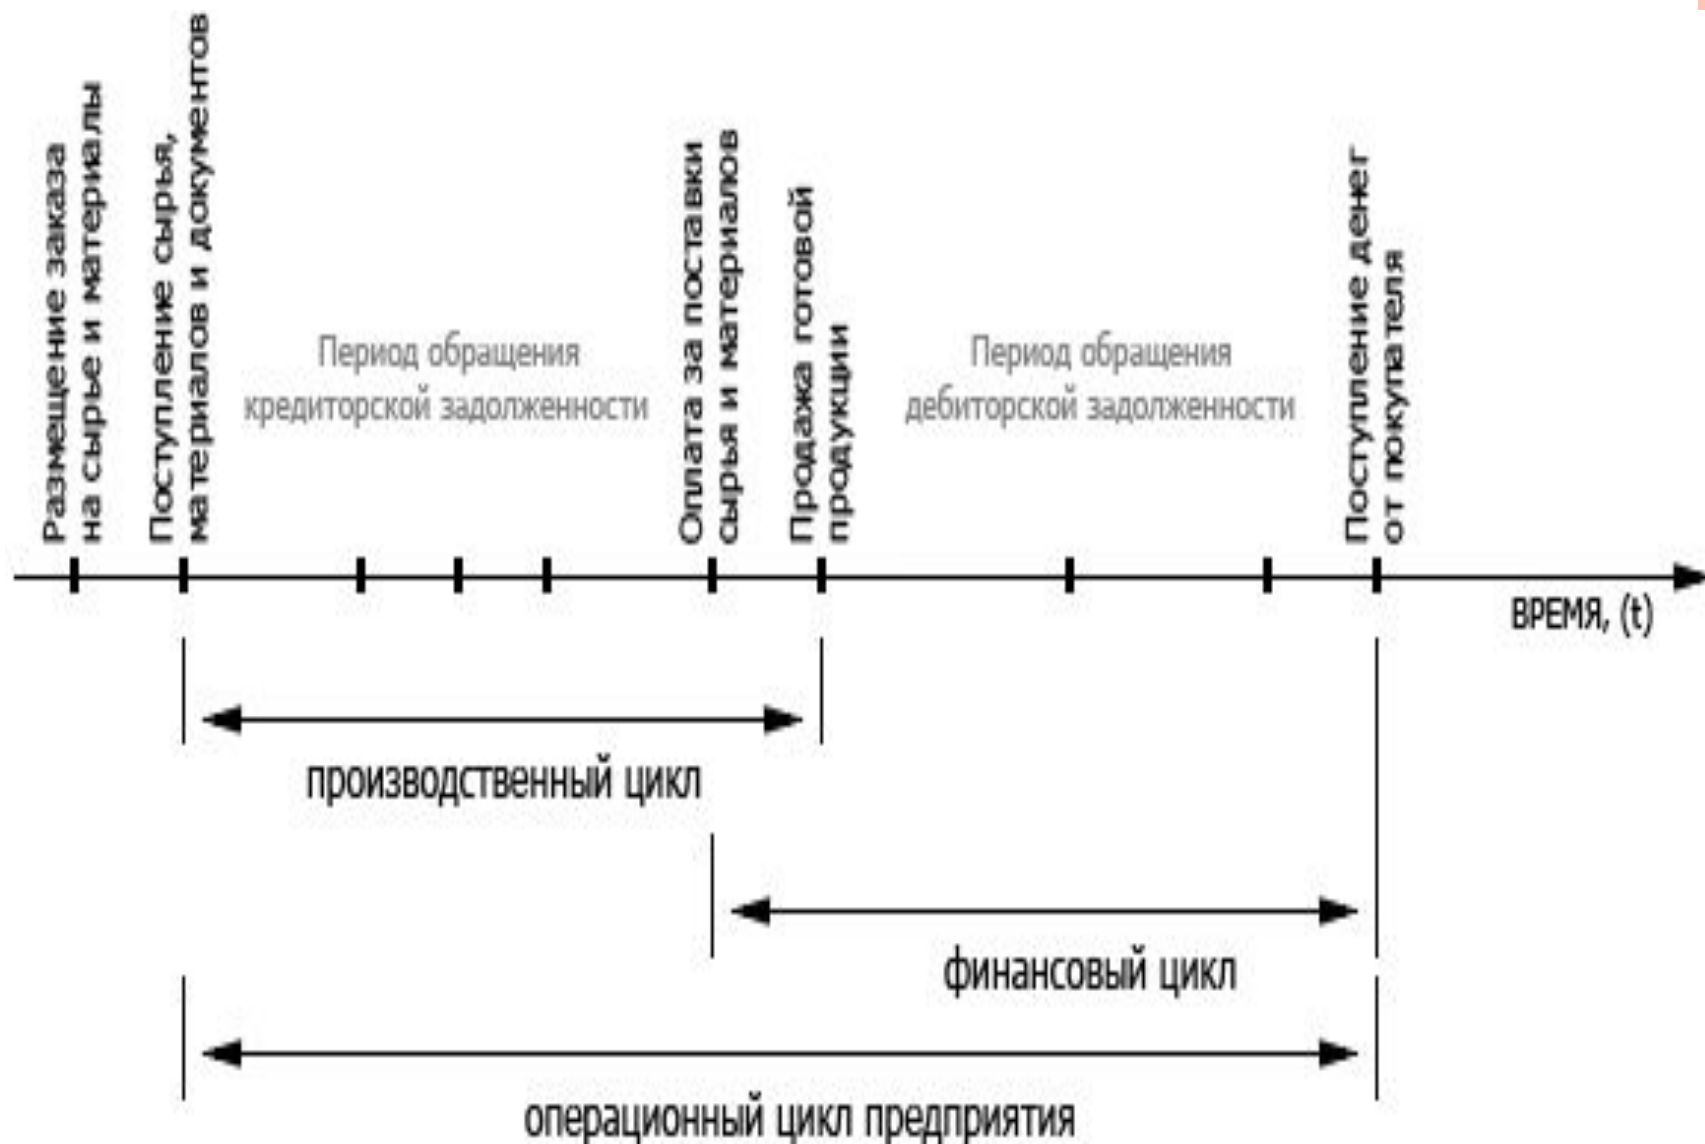 Размещение заказа
на сырье и материалы
Поступление сырья,
материалов и документов
Период обращения
кредиторской задолженности
Оплата за поставки
сырья и материалов
Продажа готовой
продукции
Период обращения
дебиторской задолженности
Поступление денег
от покупателя
ВРЕМЯ, (t)
производственный цикл
финансовый цикл
операционный цикл предприятия